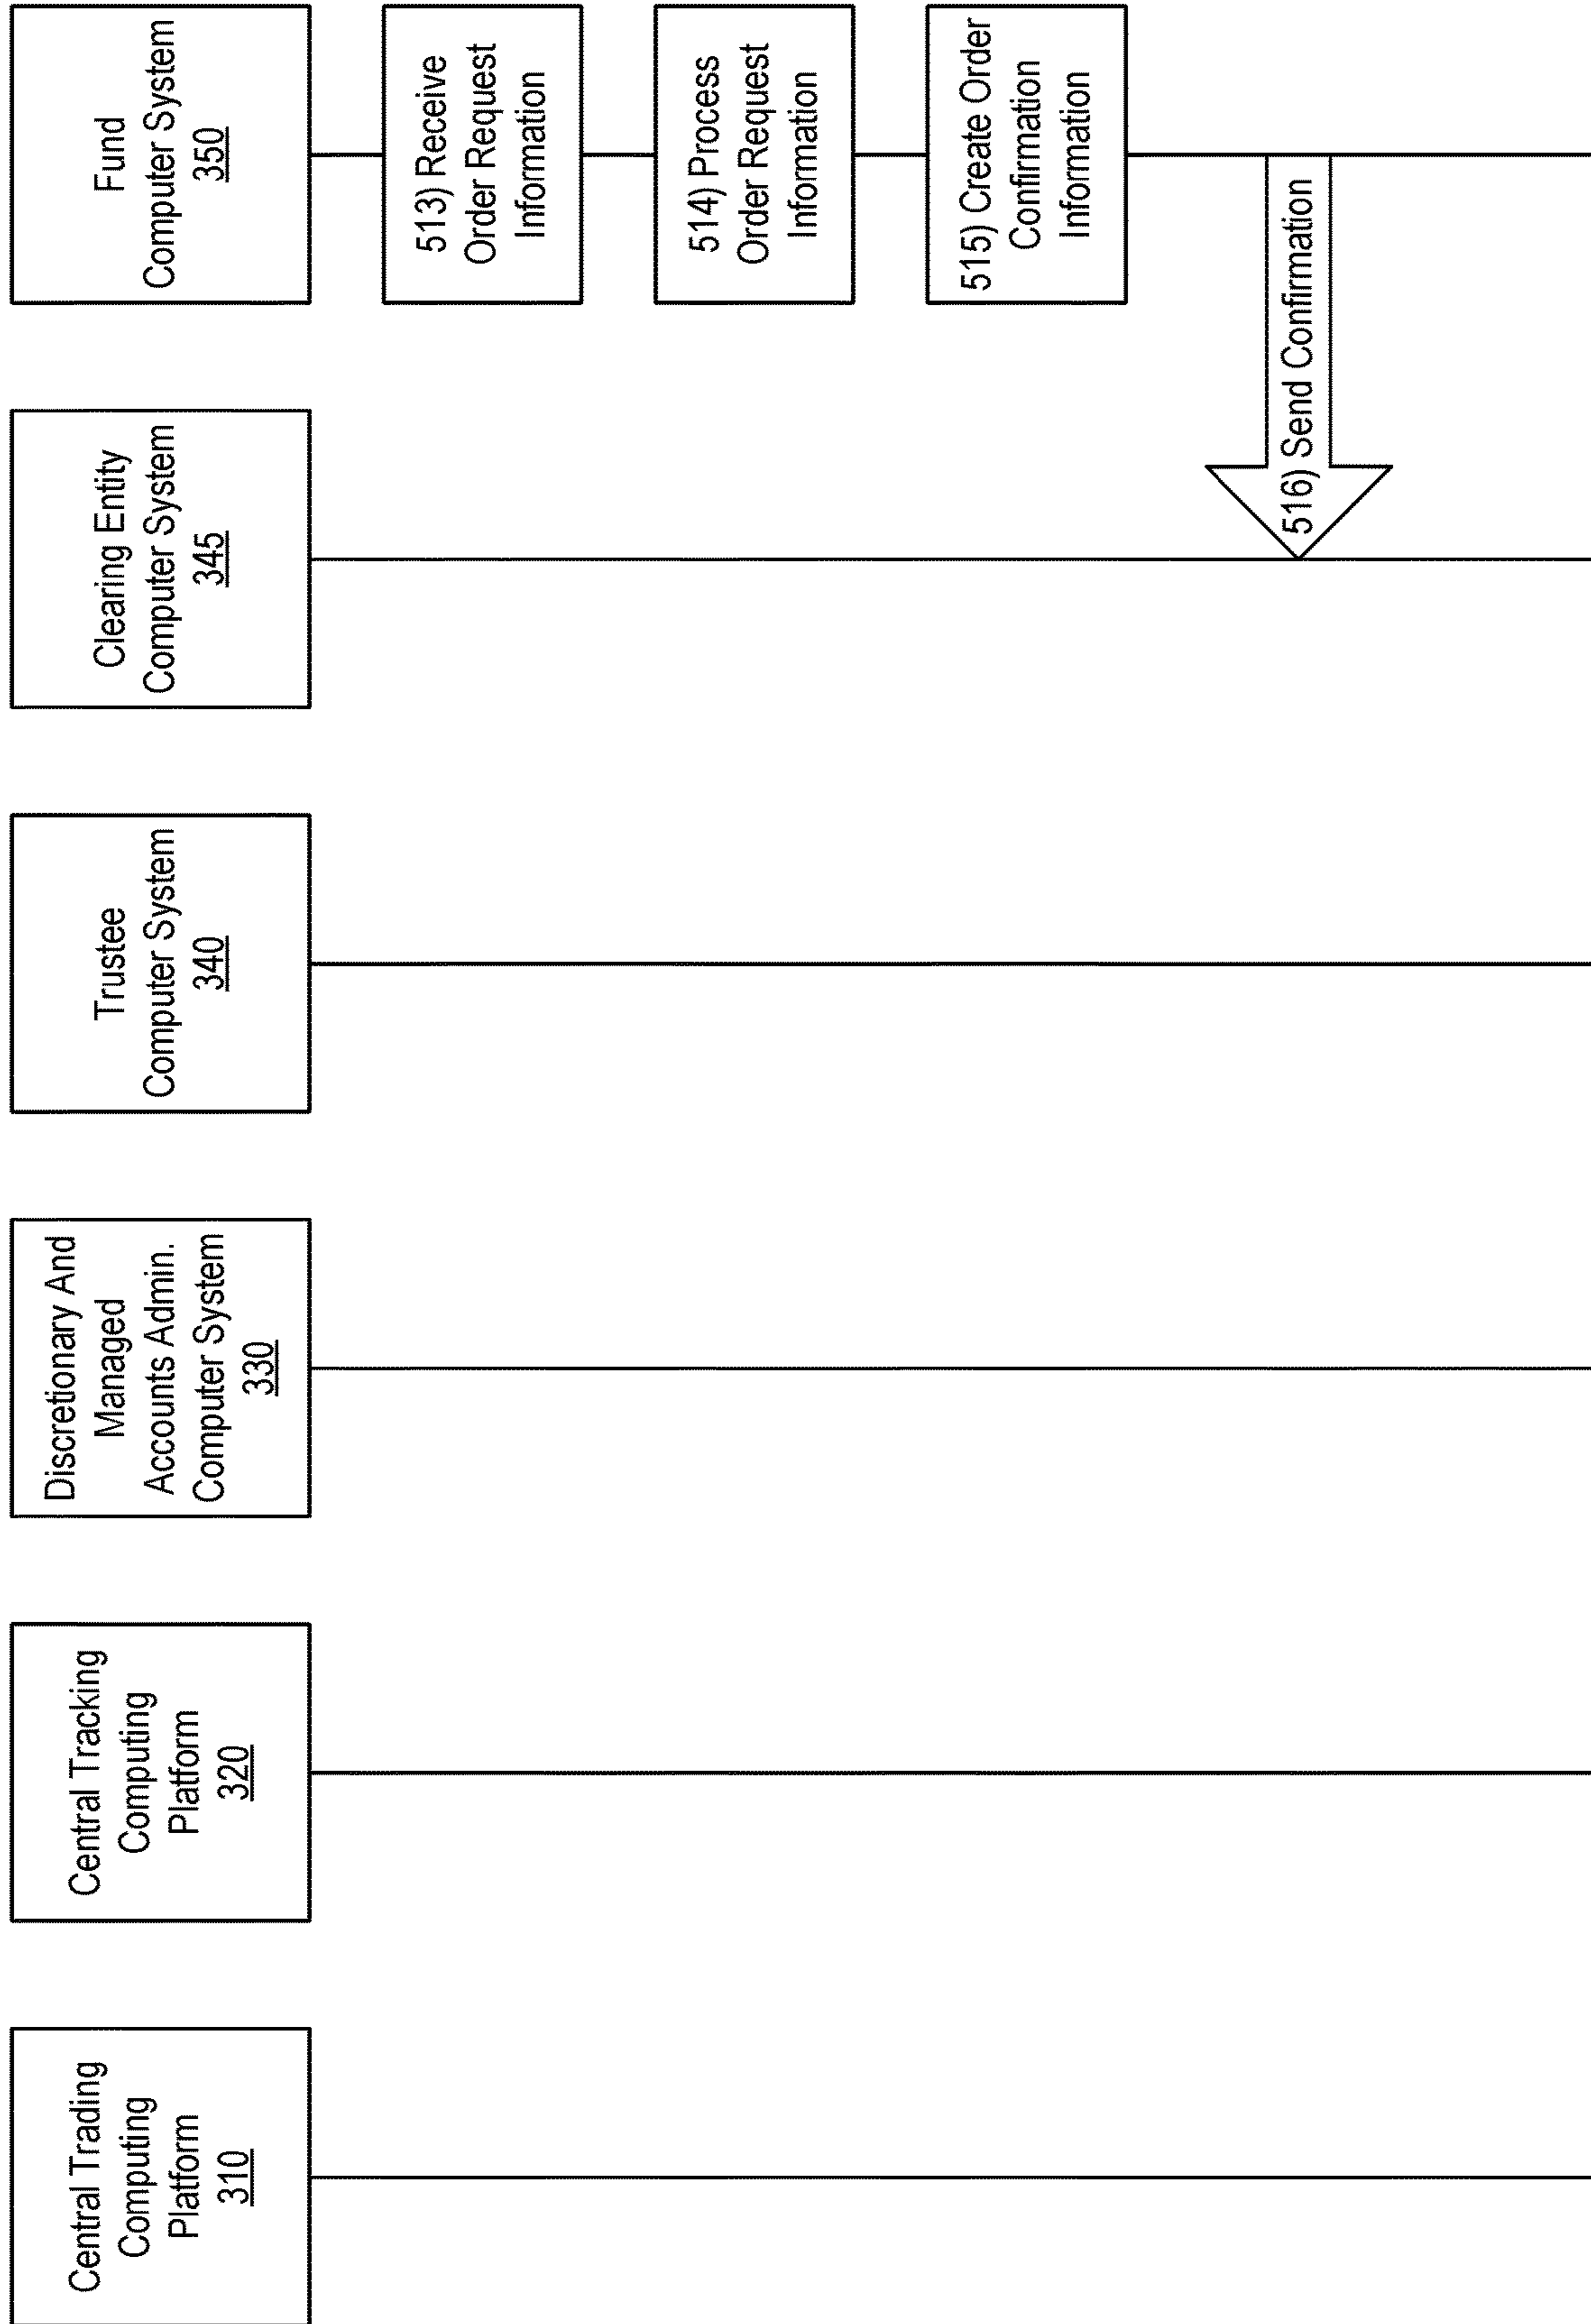 Central Trading
Computing
Platform
310
Central Tracking
Computing
Platform
320
Discretionary And
Managed
Accounts Admin.
Computer System
330
Trustee
Computer System
340
Clearing Entity
Computer System
345
Fund
Computer System
350
513) Receive
Order Request
Information
514) Process
Order Request
Information
515) Create Order
Confirmation
Information
516) Send Confirmation